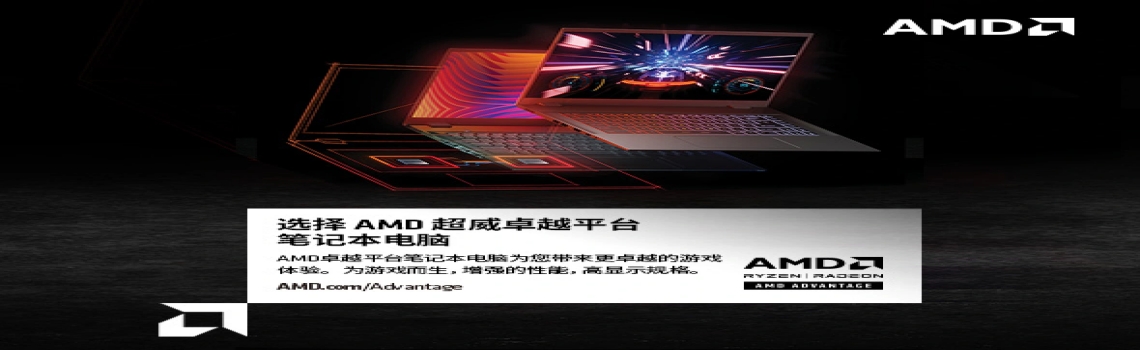 AMD
选择 AMD 超威卓越平台
笔记本电脑
AMD卓越平台笔记本电脑为您带来更卓越的游戏
体验。为游戏而生，增强的性能，高显示规格。
AMD.com/Advantage
AMD
RYZEN | RADEON
AMD ADVANTAGE